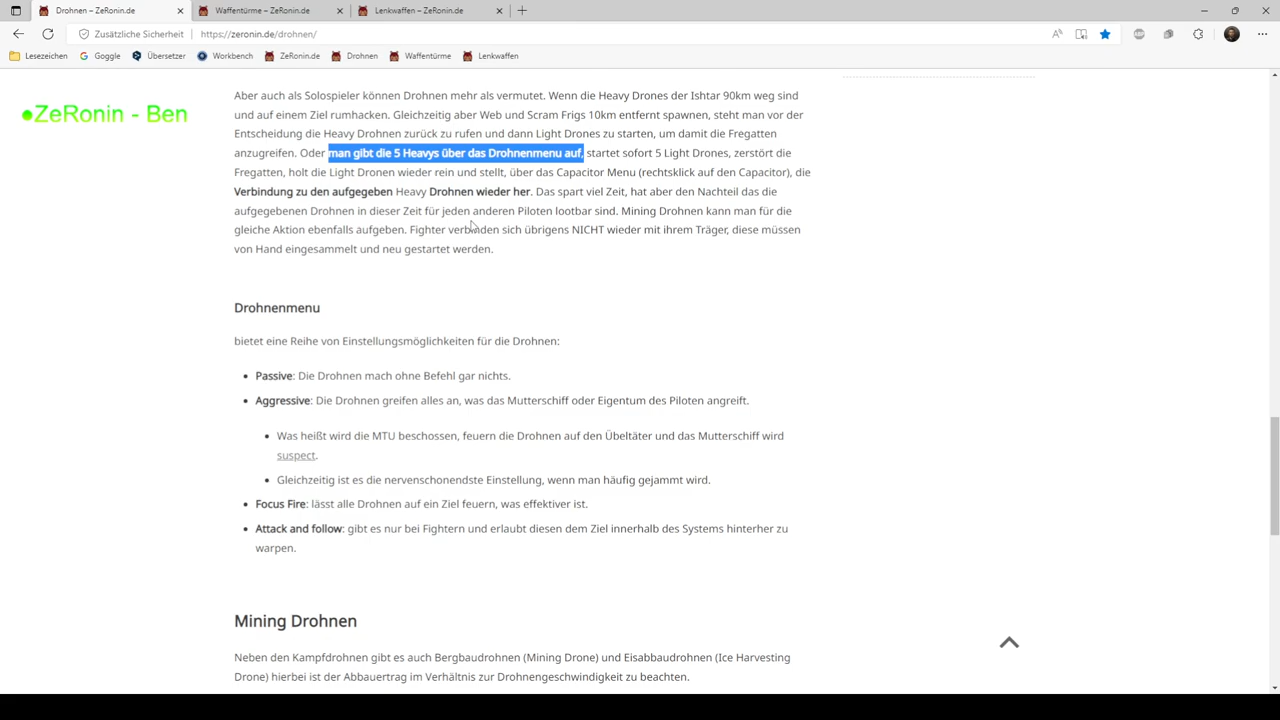 Drohnen – ZeRonin.de
Waffentürme – ZeRonin.de
Lenkwaffen – ZeRonin.de
Zusätzliche Sicherheit
https://zeronin.de/drohnen/
Lesezeichen
Goggle
Übersetzer
Workbench
ZeRonin.de
Drohnen
Waffentürme
Lenkwaffen
ZeRonin - Ben
Aber auch als Solospieler können Drohnen mehr als vermutet. Wenn die Heavy Drones der Ishtar 90km weg sind
und auf einem Ziel rumhacken. Gleichzeitig aber Web und Scram Frigs 10km entfernt spawnen, steht man vor der
Entscheidung die Heavy Drohnen zurück zu rufen und dann Light Drones zu starten, um damit die Fregatten
anzugreifen. Oder man gibt die 5 Heavys über das Drohnenmenu auf, startet sofort 5 Light Drones, zerstört die
Fregatten, holt die Light Dronen wieder rein und stellt, über das Capacitor Menu (rechtsklick auf den Capacitor), die
Verbindung zu den aufgegeben Heavy Drohnen wieder her. Das spart viel Zeit, hat aber den Nachteil das die
aufgegebenen Drohnen in dieser Zeit für jeden anderen Piloten lootbar sind. Mining Drohnen kann man für die
gleiche Aktion ebenfalls aufgeben. Fighter verbinden sich übrigens NICHT wieder mit ihrem Träger, diese müssen
von Hand eingesammelt und neu gestartet werden.
Drohnenmenu
bietet eine Reihe von Einstellungsmöglichkeiten für die Drohnen:
• Passive: Die Drohnen mach ohne Befehl gar nichts.
• Aggressive: Die Drohnen greifen alles an, was das Mutterschiff oder Eigentum des Piloten angreift.
• Was heißt wird die MTU beschossen, feuern die Drohnen auf den Übeltäter und das Mutterschiff wird
suspect.
• Gleichzeitig ist es die nervenschonendste Einstellung, wenn man häufig gejammt wird.
• Focus Fire: lässt alle Drohnen auf ein Ziel feuern, was effektiver ist.
• Attack and follow: gibt es nur bei Fightern und erlaubt diesen dem Ziel innerhalb des Systems hinterher zu
warpen.
Mining Drohnen
Neben den Kampfdrohnen gibt es auch Bergbaudrohnen (Mining Drone) und Eisabbaudrohnen (Ice Harvesting
Drone) hierbei ist der Abbauertrag im Verhältnis zur Drohnengeschwindigkeit zu beachten.